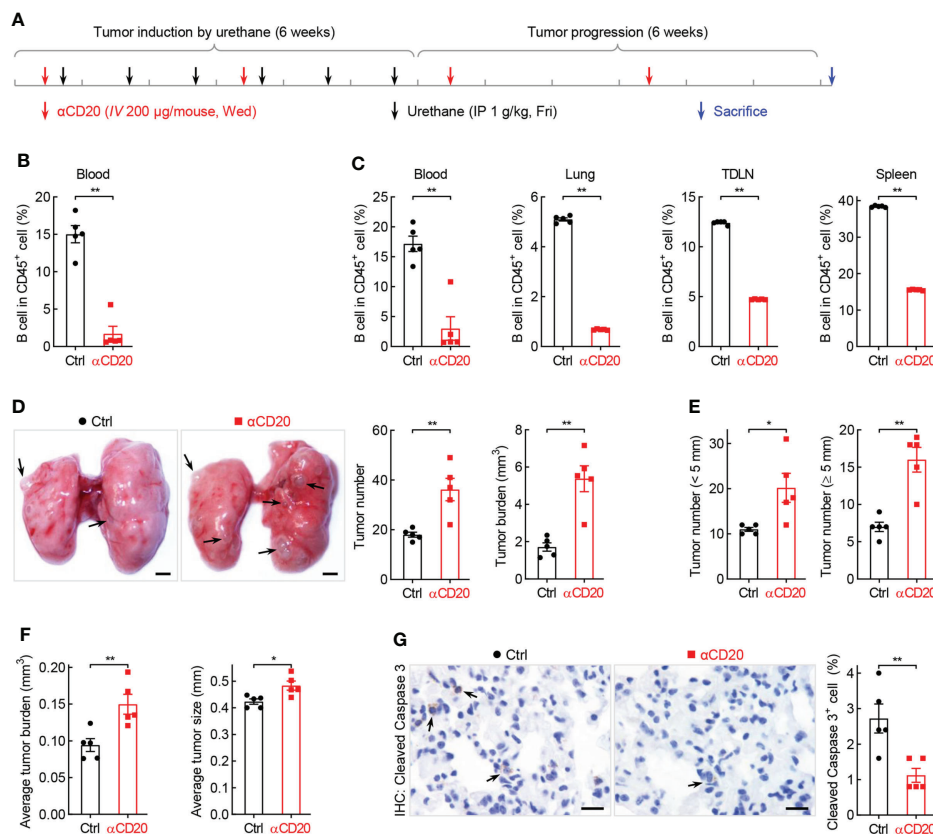 A
Tumor induction by urethane (6 weeks) Tumor progression (6 weeks)
αCD20 (IV 200 µg/mouse, Wed) Urethane (IP 1 g/kg, Fri) Sacrifice
B
Blood
**
B cell in CD45+ cell (%)
20
15
10
5
0
Ctrl αCD20
C
Blood
**
B cell in CD45+ cell (%)
25
20
15
10
5
0
Ctrl αCD20
Lung
**
B cell in CD45+ cell (%)
6
4
2
0
Ctrl αCD20
TDLN
**
B cell in CD45+ cell (%)
15
10
5
0
Ctrl αCD20
Spleen
**
B cell in CD45+ cell (%)
40
30
20
10
0
Ctrl αCD20
D
Ctrl αCD20
**
Tumor number
60
40
20
0
Ctrl αCD20
**
Tumor burden (mm3)
8
6
4
2
0
Ctrl αCD20
E
*
Tumor number (< 5 mm)
30
20
10
0
Ctrl αCD20
**
Tumor number (≥ 5 mm)
20
15
10
5
0
Ctrl αCD20
F
**
Average tumor burden (mm3)
0.20
0.15
0.10
0.00
Ctrl αCD20
*
Average tumor size (mm)
0.5
0.4
0.2
0.0
Ctrl αCD20
G
Ctrl αCD20
IHC: Cleaved Caspase 3
**
Cleaved Caspase 3+ cell (%)
4
3
2
1
0
Ctrl αCD20